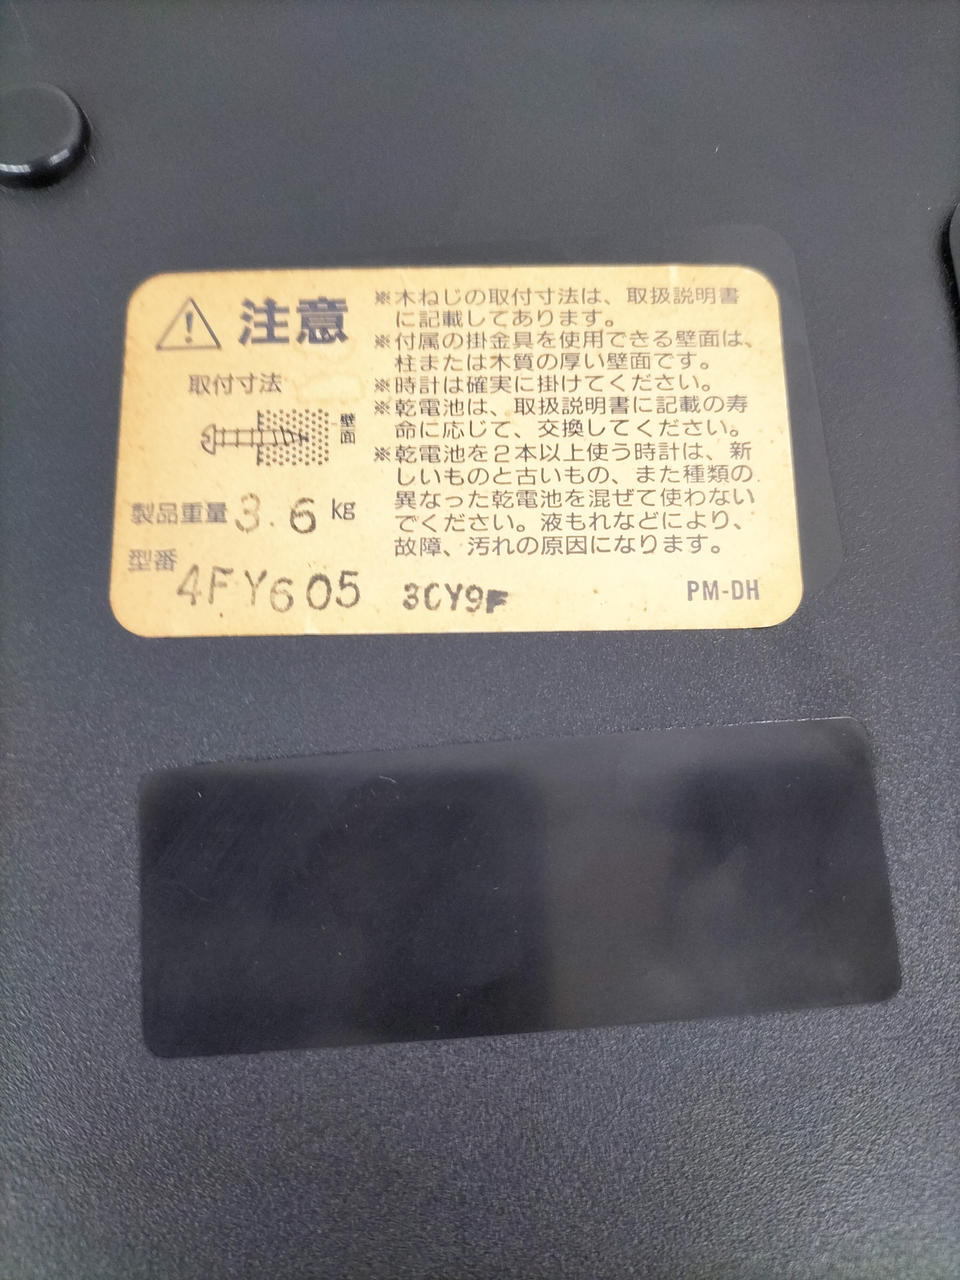 注意
取付寸法
壁面
製品重量 3.6 kg
型番 4FY605 3CY9F
※木ねじの取付寸法は、取扱説明書
に記載してあります。
※付属の掛金具を使用できる壁面は、
柱または木質の厚い壁面です。
※時計は確実に掛けてください。
※乾電池は、取扱説明書に記載の寿
命に応じて、交換してください。
※乾電池を2本以上使う時計は、新
しいものと古いもの、また種類の
異なった乾電池を混ぜて使わない
でください。液もれなどにより、
故障、汚れの原因になります。
PM-DH